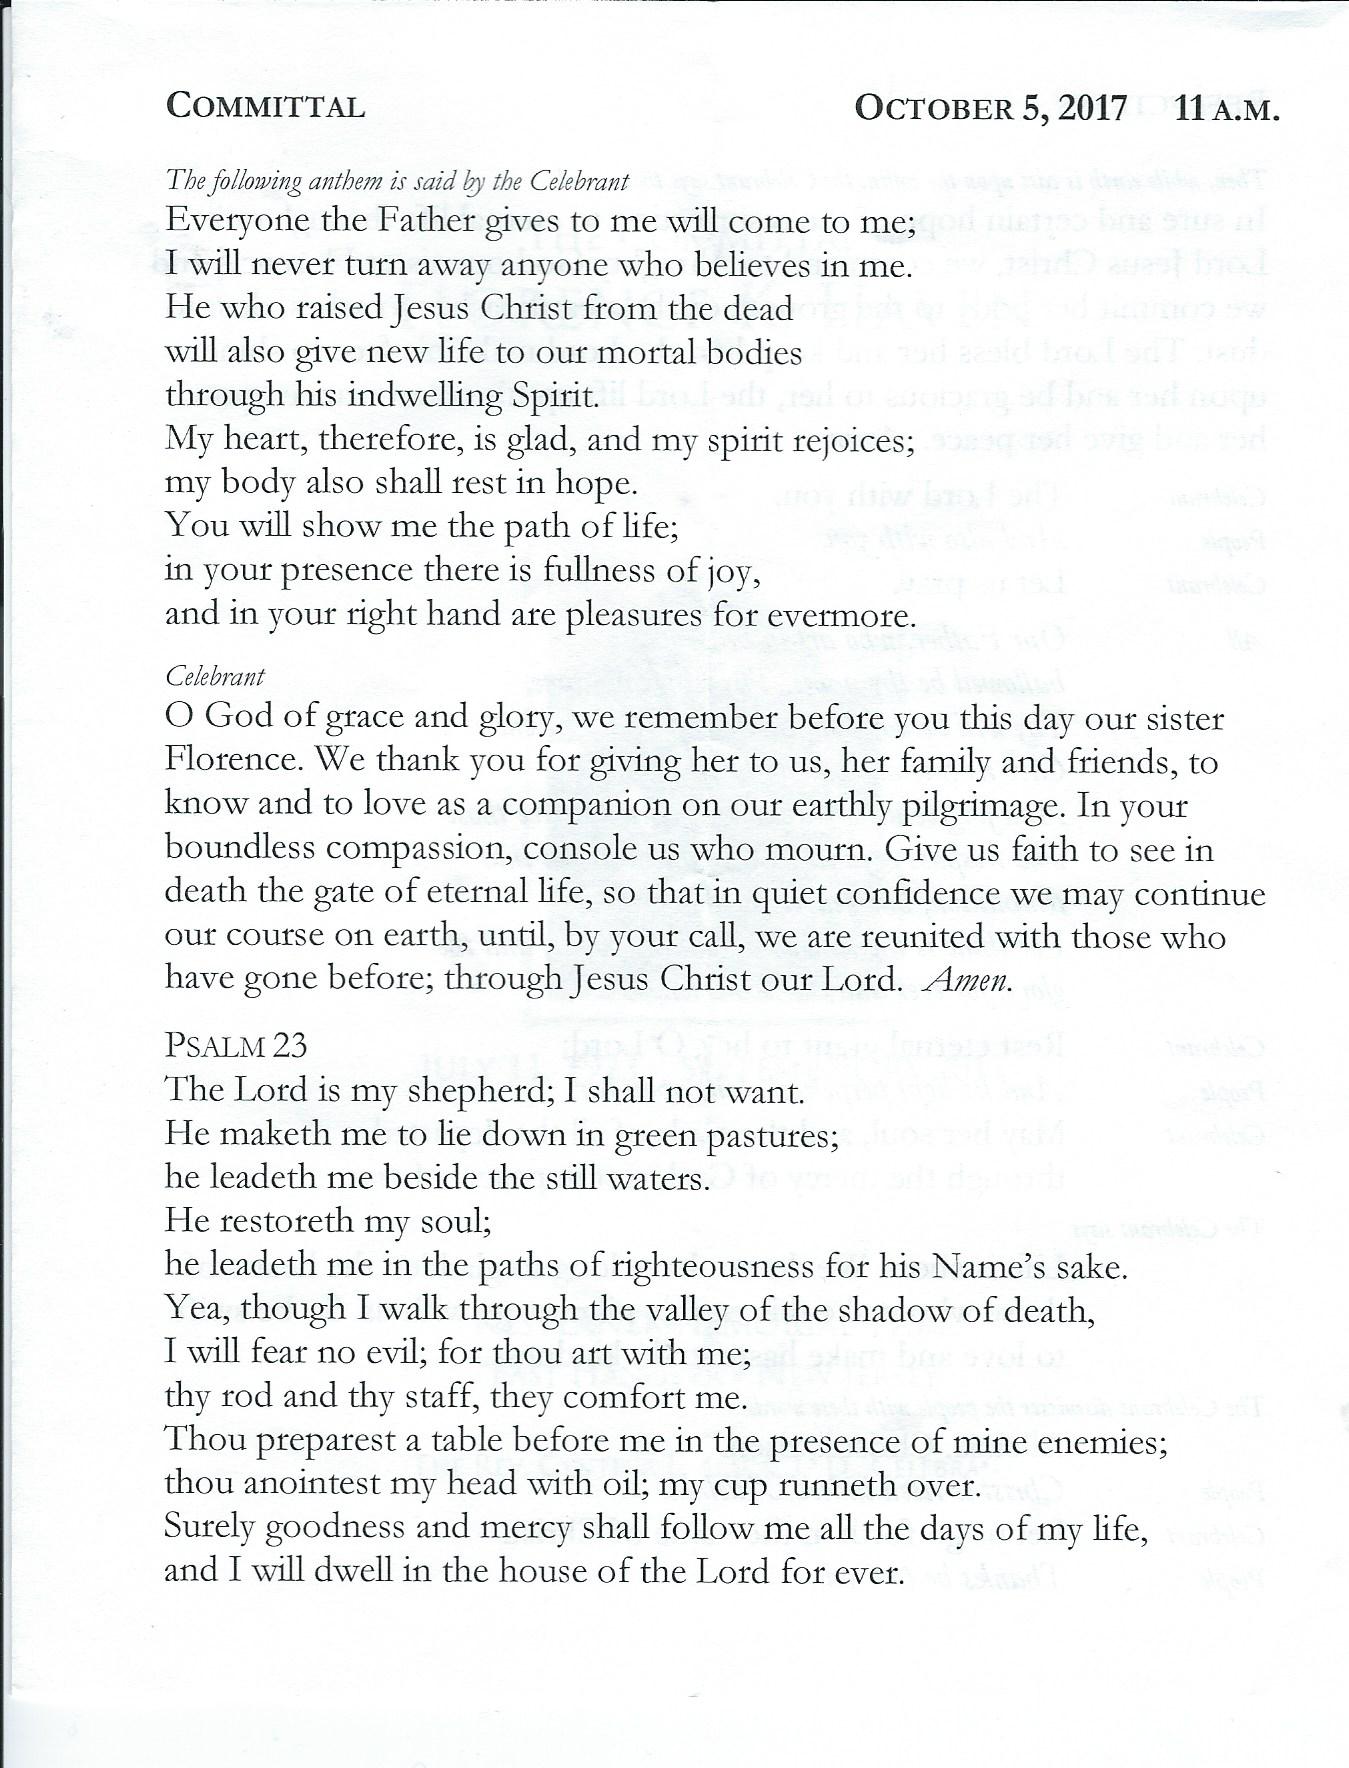 COMMITTAL OCTOBER 5, 2017 11 A.M.
The following anthem is said by the Celebrant
Everyone the Father gives to me will come to me;
I will never turn away anyone who believes in me.
He who raised Jesus Christ from the dead
will also give new life to our mortal bodies
through his indwelling Spirit.
My heart, therefore, is glad, and my spirit rejoices;
my body also shall rest in hope.
You will show me the path of life;
in your presence there is fullness of joy,
and in your right hand are pleasures for evermore.
Celebrant
O God of grace and glory, we remember before you this day our sister
Florence. We thank you for giving her to us, her family and friends, to
know and to love as a companion on our earthly pilgrimage. In your
boundless compassion, console us who mourn. Give us faith to see in
death the gate of eternal life, so that in quiet confidence we may continue
our course on earth, until, by your call, we are reunited with those who
have gone before; through Jesus Christ our Lord. Amen.
PSALM 23
The Lord is my shepherd; I shall not want.
He maketh me to lie down in green pastures;
he leadeth me beside the still waters.
He restoreth my soul;
he leadeth me in the paths of righteousness for his Name's sake.
Yea, though I walk through the valley of the shadow of death,
I will fear no evil; for thou art with me;
thy rod and thy staff, they comfort me.
Thou preparest a table before me in the presence of mine enemies;
thou anointest my head with oil; my cup runneth over.
Surely goodness and mercy shall follow me all the days of my life,
and I will dwell in the house of the Lord for ever.